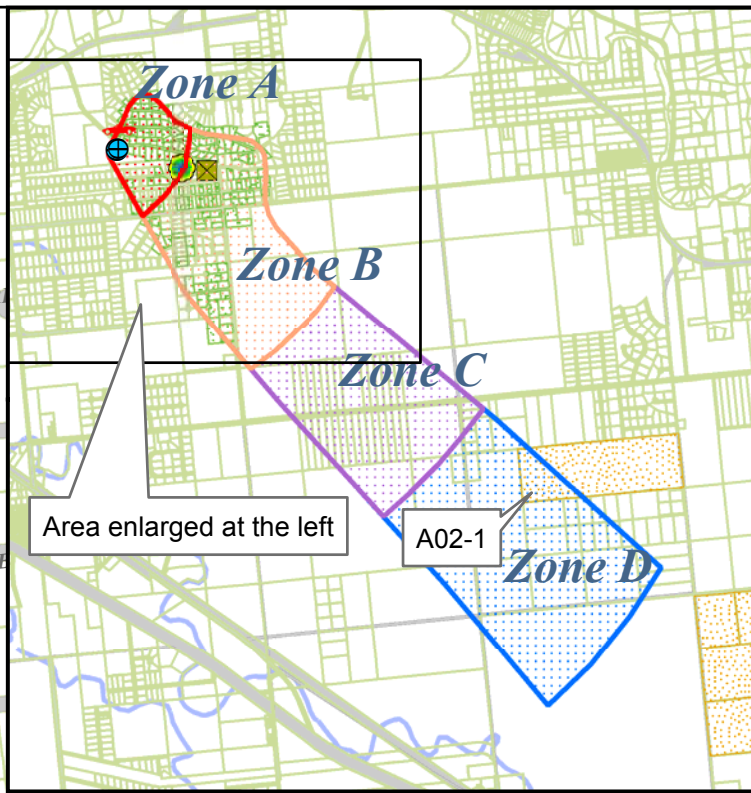 Zone A
Zone B
Zone C
Area enlarged at the left
A02-1
Zone D